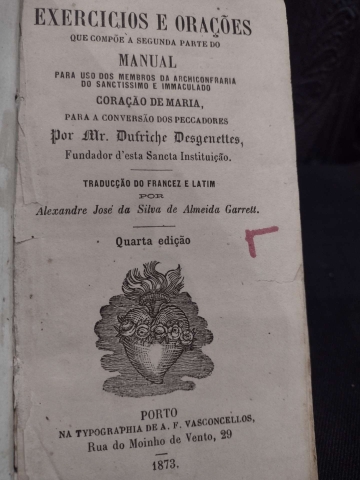 EXERCICIOS E ORAÇÕES
QUE COMPÕE A SEGUNDA PARTE DO
MANUAL
PARA USO DOS MEMBROS DA ARCHICONFRARIA
DO SANCTISSIMO E IMMACULADO
CORAÇÃO DE MARIA,
PARA A CONVERSÃO DOS PECCADORES
Por Mr. Dufriche Desgenettes,
Fundador d'esta Sancta Instituição.
TRADUCÇÃO DO FRANCEZ E LATIM
POR
Alexandre José da Silva de Almeida Garrett.
Quarta edição
PORTO
NA TYPOGRAPHIA DE A. F. VASCONCELLOS,
Rua do Moinho de Vento, 29
1873.